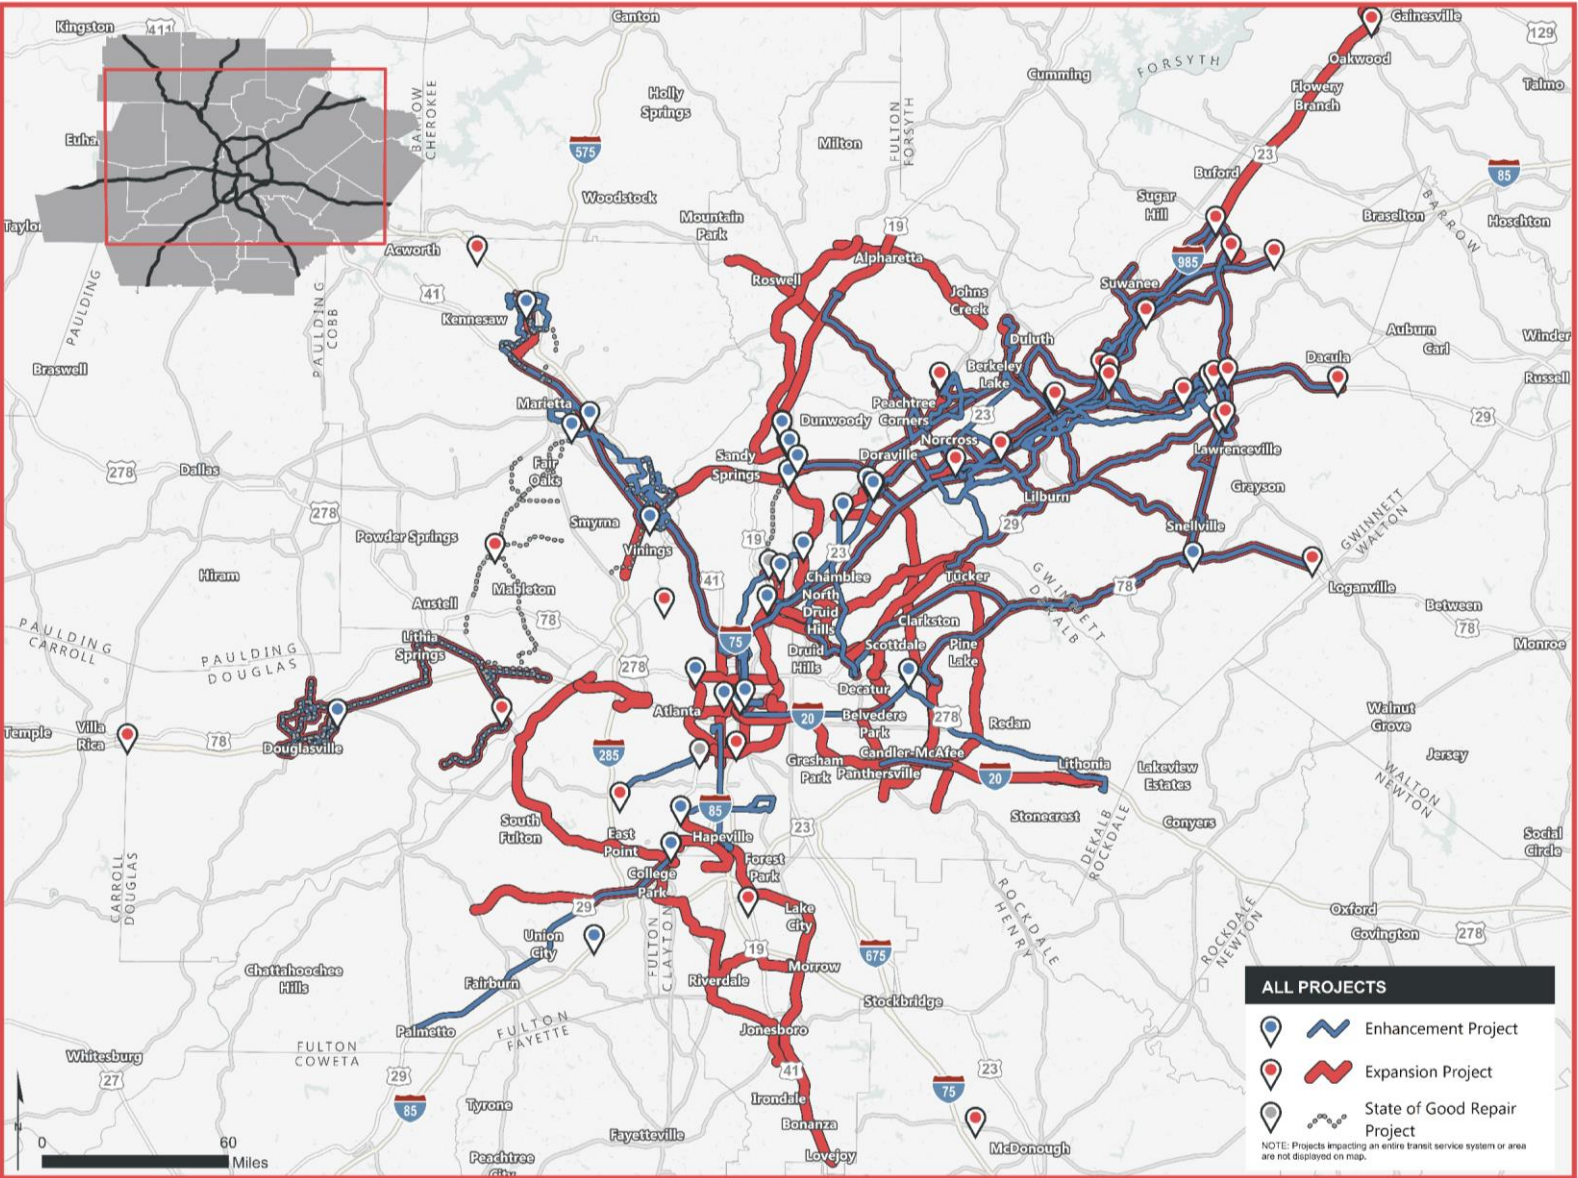 Kingston
411
Canton
Gainesville
129
Oakwood
FORSYTH
Cumming
Talmo
Flowery
Branch
Holly
Springs
BARROW
CHEROKEE
FULTON
FORSYTH
Euha
Milton
575
23
85
Buford
Woodstock
Sugar
Hill
Braselton
Hoschton
BARROW
Taylor
Mountain
Park
19
Acworth
Alpharetta
985
Roswell
Suwanee
PAULDING
PAULDING
COBB
41
Johns
Creek
Kennesaw
Auburn
Carl
Winder
Duluth
Dacula
Braswell
Berkeley
Lake
Russell
Marietta
Peachtree
Corners
23
29
Dunwoody
Norcross
Lawrenceville
Sandy
Springs
Doraville
278
Dallas
Fair
Oaks
Grayson
Lilburn
278
Smyrna
29
Snellville
Powder Springs
19
23
Vinings
GWINNETT
WALTON
Hiram
Mableton
41
Chamblee
Tucker
GWINNETT
DEKALB
78
Loganville
Austell
North
Druid
Hills
Between
78
78
Clarkston
PAULDING
CARROLL
Lithia
Springs
75
Scottdale
Pine
Lake
Monroe
PAULDING
DOUGLAS
278
Druid
Hills
Decatur
Atlanta
20
Belvedere
Park
278
Redan
Walnut
Grove
Temple
Villa
Rica
78
Douglasville
285
Candler-McAfee
Jersey
Gresham
Park
Panthersville
20
Lithonia
Lakeview
Estates
WALTON
NEWTON
85
South
Fulton
East
Point
Hapeville
23
Stonecrest
Conyers
Social
Circle
DEKALB
ROCKDALE
CARROLL
DOUGLAS
College
Park
Forest
Park
29
Lake
City
ROCKDALE
HENRY
ROCKDALE
NEWTON
Oxford
Covington
278
Union
City
FULTON
CLAYTON
19
675
Chattahoochee
Hills
Fairburn
Riverdale
Morrow
Stockbridge
Palmetto
FULTON
FAYETTE
Jonesboro
Whitesburg
27
FULTON
COWETA
29
41
23
85
Tyrone
Irondale
75
Bonanza
Fayetteville
McDonough
Peachtree
City
Lovejoy
N
0 60
Miles
ALL PROJECTS
Enhancement Project
Expansion Project
State of Good Repair
Project
NOTE: Projects impacting an entire transit service system or area
are not displayed on map.